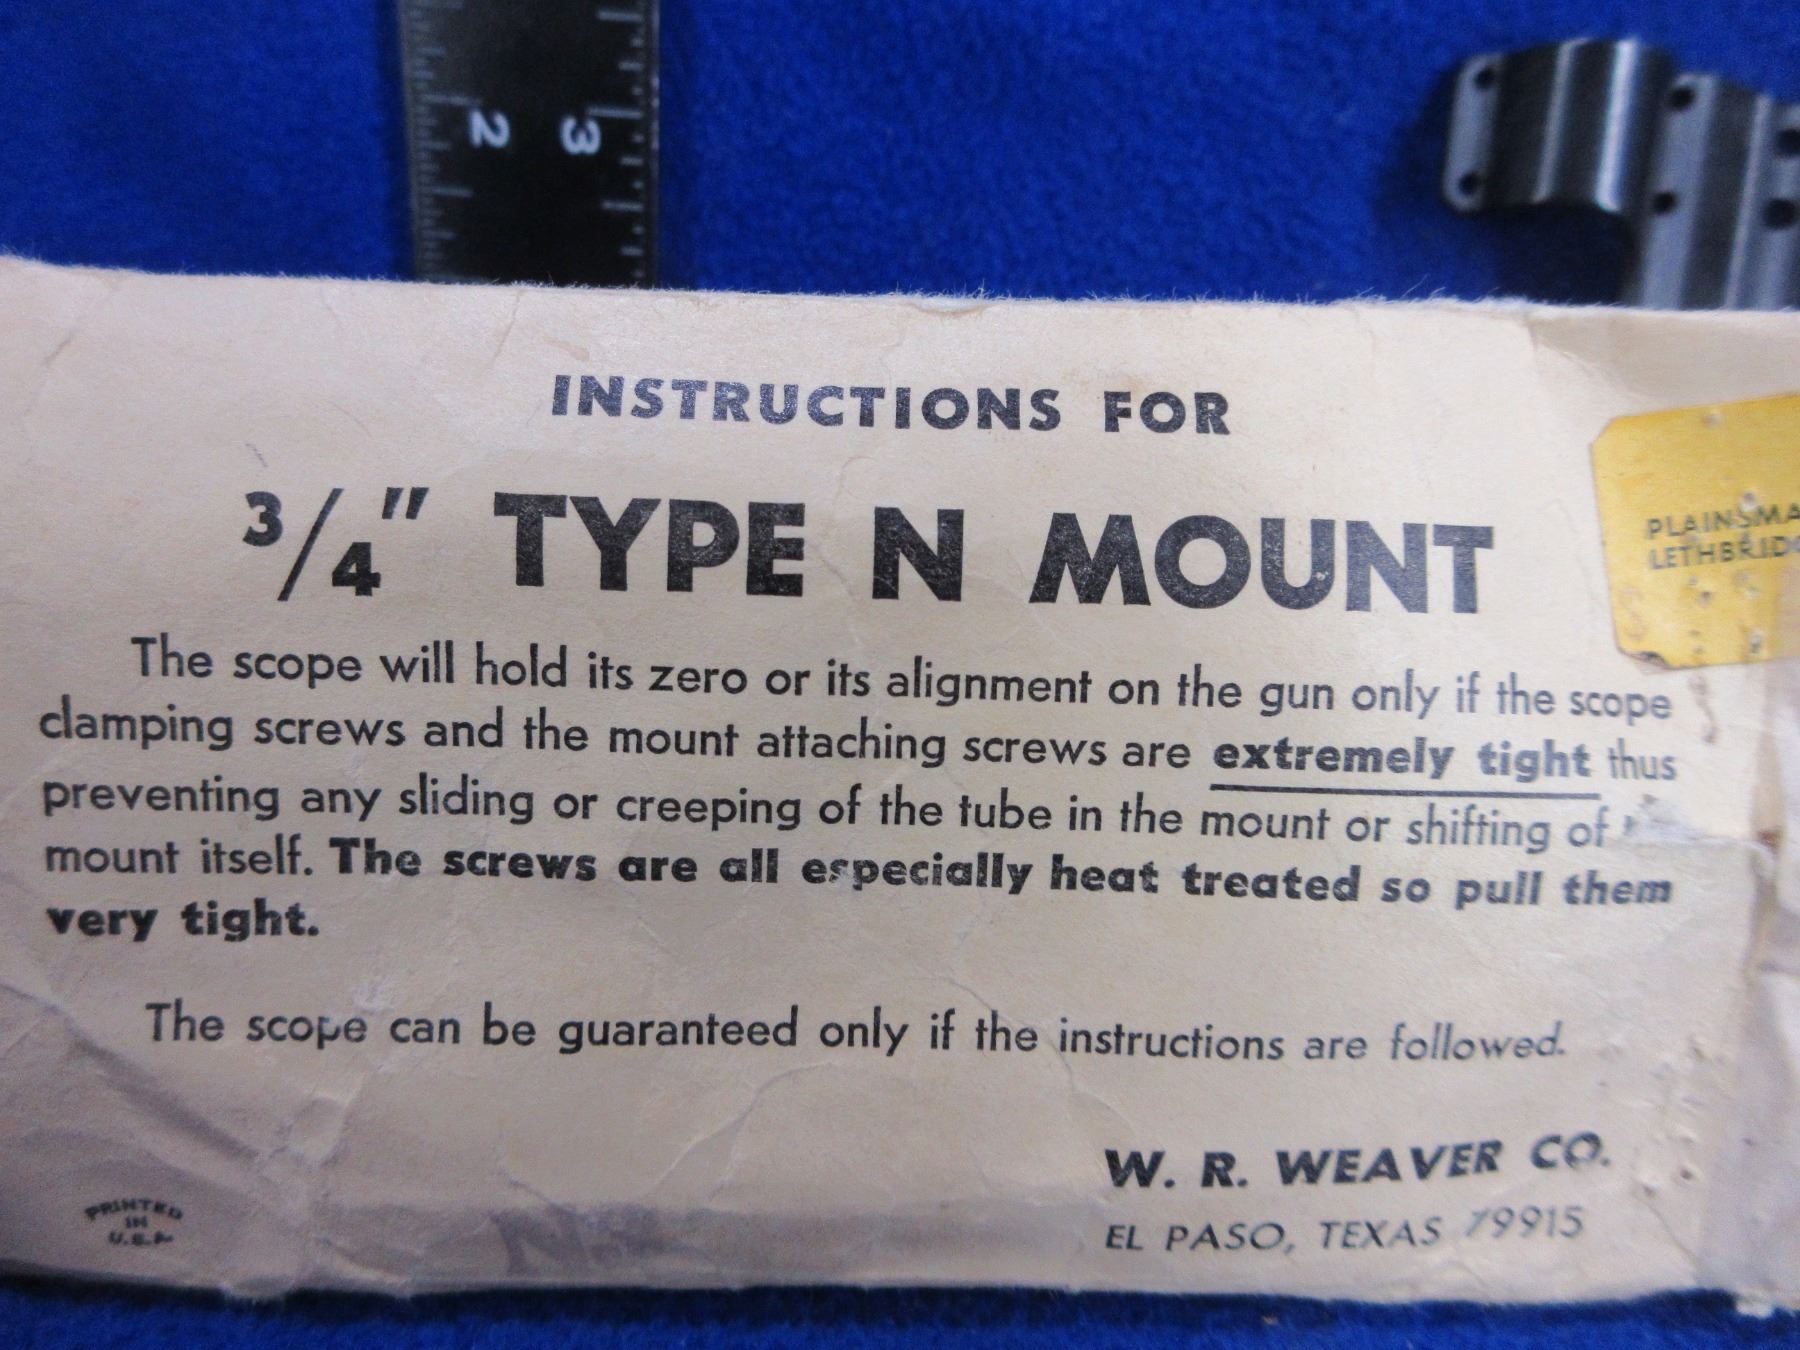 2 3
INSTRUCTIONS FOR
3/4" TYPE N MOUNT
The scope will hold its zero or its alignment on the gun only if the scope
clamping screws and the mount attaching screws are extremely tight thus
preventing any sliding or creeping of the tube in the mount or shifting of
mount itself. The screws are all especially heat treated so pull them
very tight.
The scope can be guaranteed only if the instructions are followed.
W. R. WEAVER CO.
EL PASO, TEXAS 79915
PRINTED
IN
U.S.A.
PLAINSMA
LETHBRIDG
$